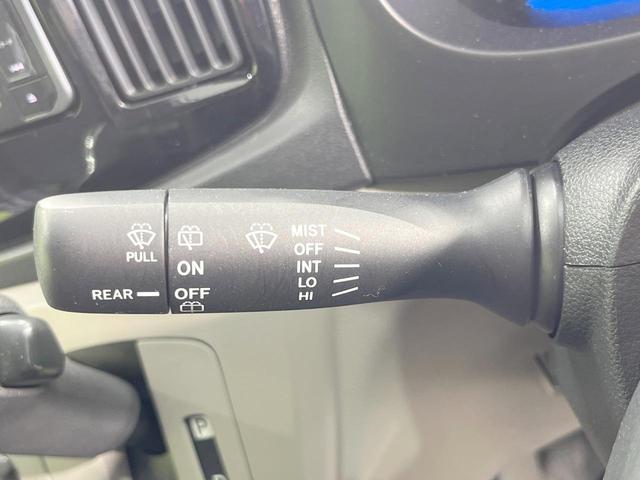 MIST
OFF
PULL
ON
INT
LO
REAR
OFF
HI
P